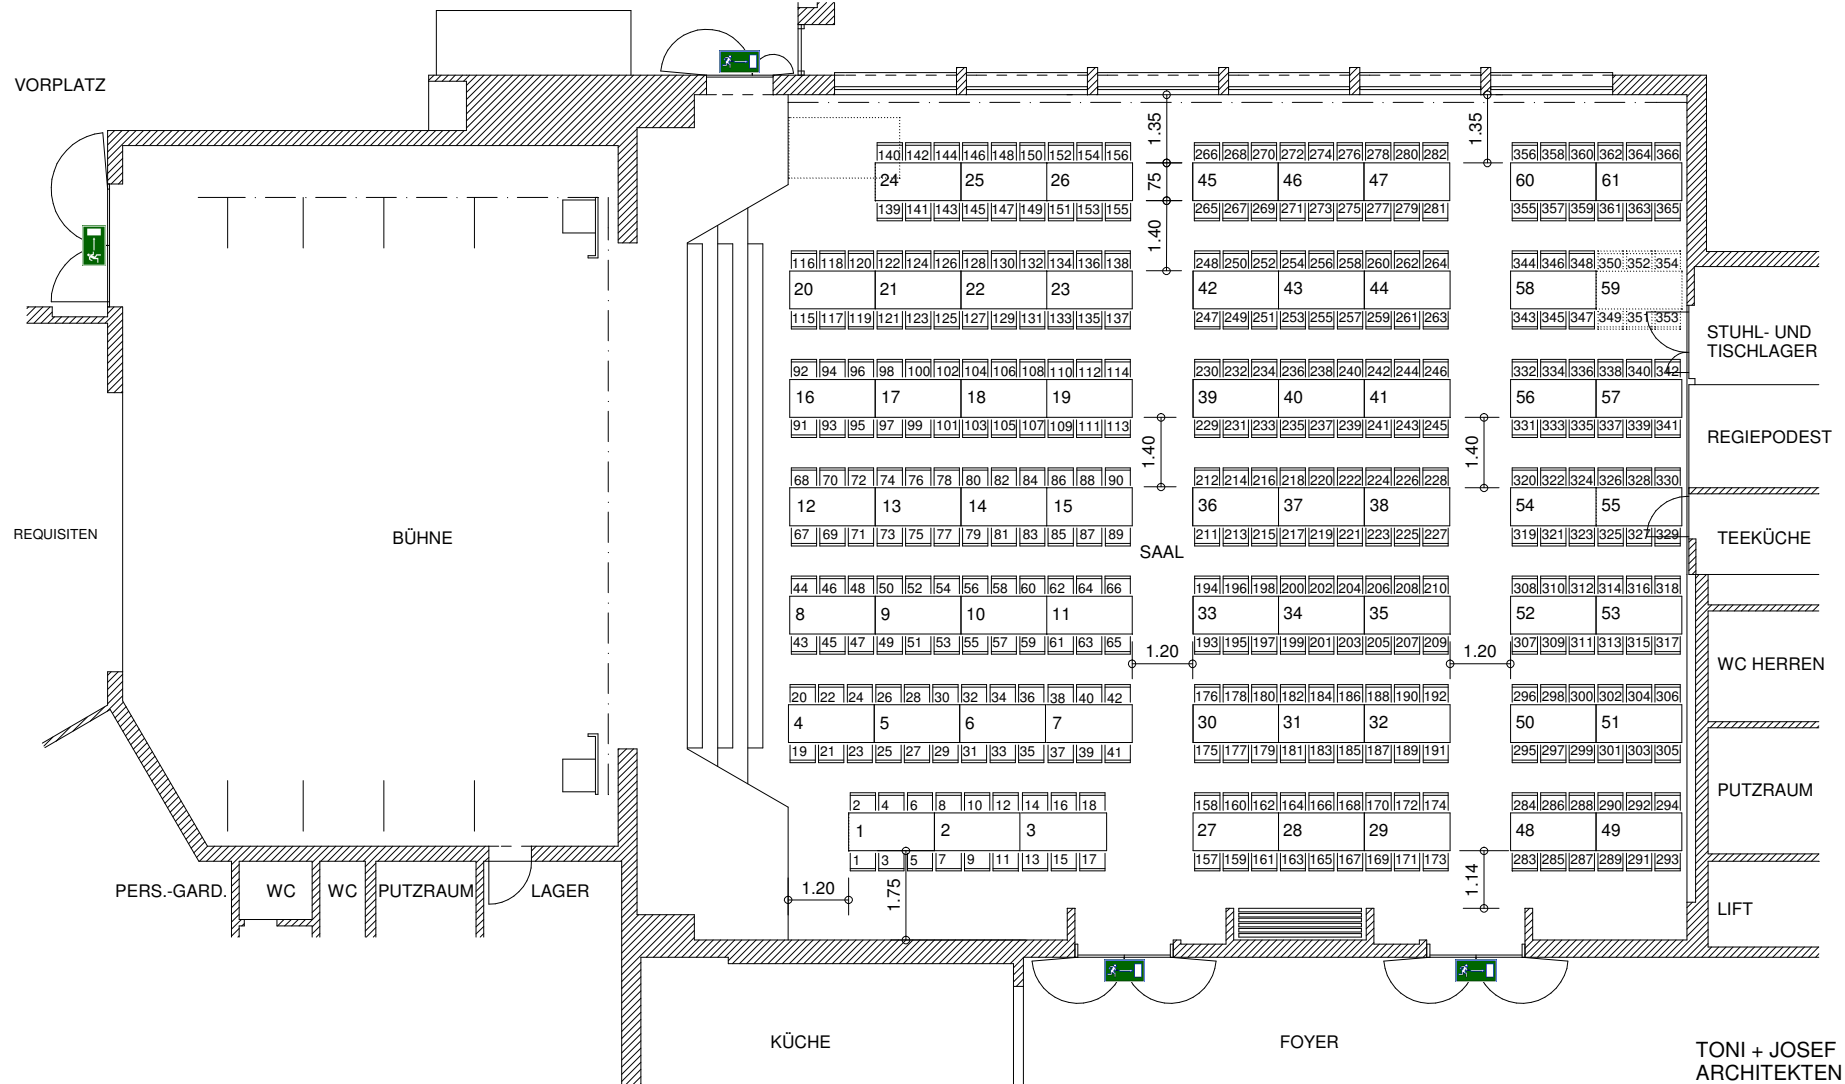 VORPLATZ
1.35 1.35
140 142 144 146 148 150 152 154 156 266 268 270 272 274 276 278 280 282 356 358 360 362 364 366
24 25 26 75 45 46 47 60 61
139 141 143 145 147 149 151 153 155 265 267 269 271 273 275 277 279 281 355 357 359 361 363 365
1.40
116 118 120 122 124 126 128 130 132 134 136 138 248 250 252 254 256 258 260 262 264 344 346 348 350 352 354
20 21 22 23 42 43 44 58 59
115 117 119 121 123 125 127 129 131 133 135 137 247 249 251 253 255 257 259 261 263 343 345 347 349 351 353
STUHL- UND
TISCHLAGER
92 94 96 98 100 102 104 106 108 110 112 114 230 232 234 236 238 240 242 244 246 332 334 336 338 340 342
16 17 18 19 39 40 41 56 57
91 93 95 97 99 101 103 105 107 109 111 113 229 231 233 235 237 239 241 243 245 331 333 335 337 339 341
REGIEPODEST
1.40 1.40
68 70 72 74 76 78 80 82 84 86 88 90 212 214 216 218 220 222 224 226 228 320 322 324 326 328 330
12 13 14 15 36 37 38 54 55
67 69 71 73 75 77 79 81 83 85 87 89 211 213 215 217 219 221 223 225 227 319 321 323 325 327 329
REQUISITEN BÜHNE SAAL TEEKÜCHE
44 46 48 50 52 54 56 58 60 62 64 66 194 196 198 200 202 204 206 208 210 308 310 312 314 316 318
8 9 10 11 33 34 35 52 53
43 45 47 49 51 53 55 57 59 61 63 65 193 195 197 199 201 203 205 207 209 307 309 311 313 315 317
1.20 1.20 WC HERREN
20 22 24 26 28 30 32 34 36 38 40 42 176 178 180 182 184 186 188 190 192 296 298 300 302 304 306
4 5 6 7 30 31 32 50 51
19 21 23 25 27 29 31 33 35 37 39 41 175 177 179 181 183 185 187 189 191 295 297 299 301 303 305
PUTZRAUM
2 4 6 8 10 12 14 16 18 158 160 162 164 166 168 170 172 174 284 286 288 290 292 294
1 2 3 27 28 29 48 49
1 3 5 7 9 11 13 15 17 157 159 161 163 165 167 169 171 173 283 285 287 289 291 293
PERS.-GARD. WC WC PUTZRAUM LAGER 1.20 1.75 1.14
LIFT
KÜCHE FOYER
TONI + JOSEF
ARCHITEKTEN